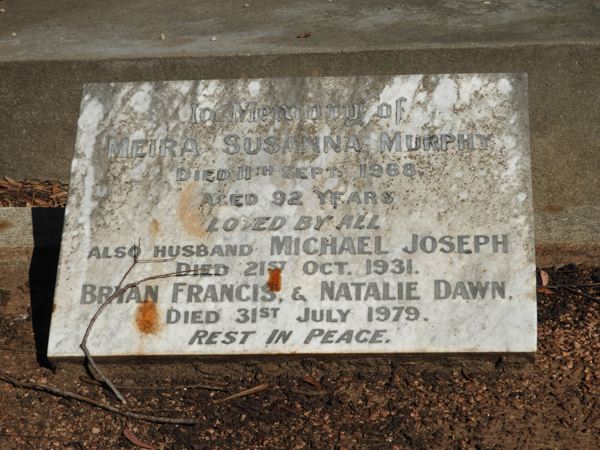 In Memory of
MEIRA SUSANNA MURPHY
DIED 11TH SEPT. 1968
AGED 92 YEARS
LOVED BY ALL
ALSO HUSBAND MICHAEL JOSEPH
DIED 21ST OCT. 1931.
BRYAN FRANCIS, & NATALIE DAWN.
DIED 31ST JULY 1979.
REST IN PEACE.